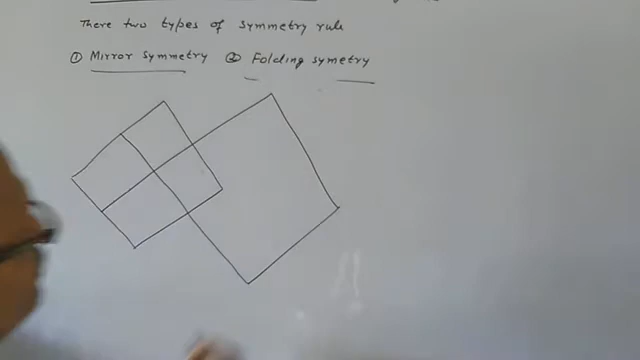 There two types of symmetry rule
① Mirror symmetry ② Folding symetry